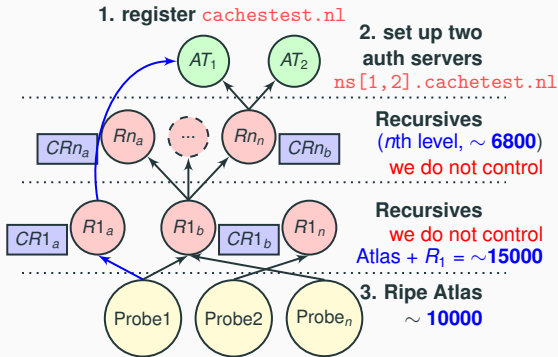 1. register cachestest.nl
2. set up two
auth servers
ns[1,2].cachetest.nl
AT1
AT2
Recursives
(nth level, ∼ 6800)
we do not control
CRna
Rna
...
Rnn
CRnb
Recursives
we do not control
Atlas + R1 = ∼15000
CR1a
R1a
R1b
CR1b
R1n
3. Ripe Atlas
∼ 10000
Probe1
Probe2
Proben